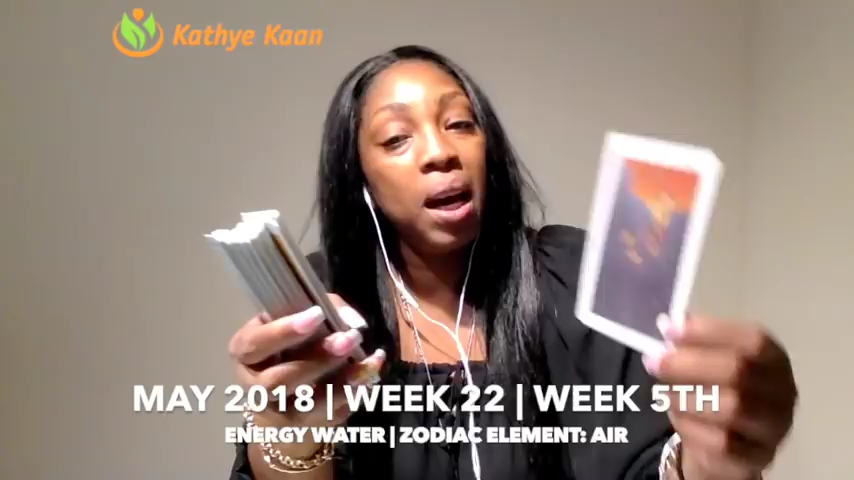 Kathye Kaan
MAY 2018 | WEEK 22 | WEEK 5TH
ENERGY WATER | ZODIAC ELEMENT: AIR